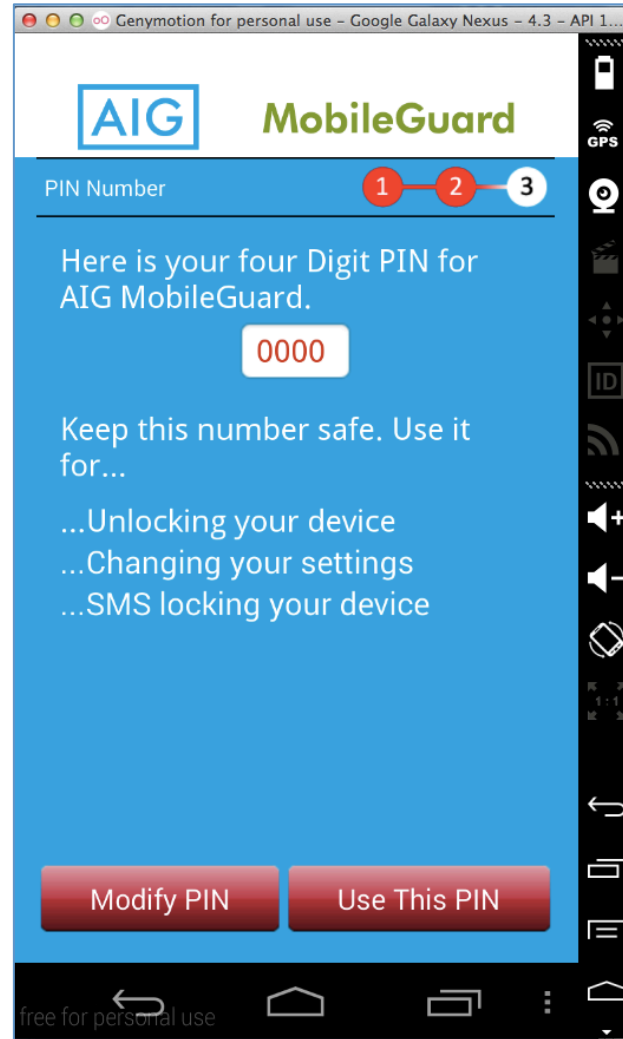 Genymotion for personal use – Google Galaxy Nexus – 4.3 – API 1...
AIG MobileGuard
GPS
PIN Number 1 2 3
Here is your four Digit PIN for
AIG MobileGuard.
0000
ID
Keep this number safe. Use it
for...
...Unlocking your device
...Changing your settings
...SMS locking your device
1:1
Modify PIN Use This PIN
free for personal use